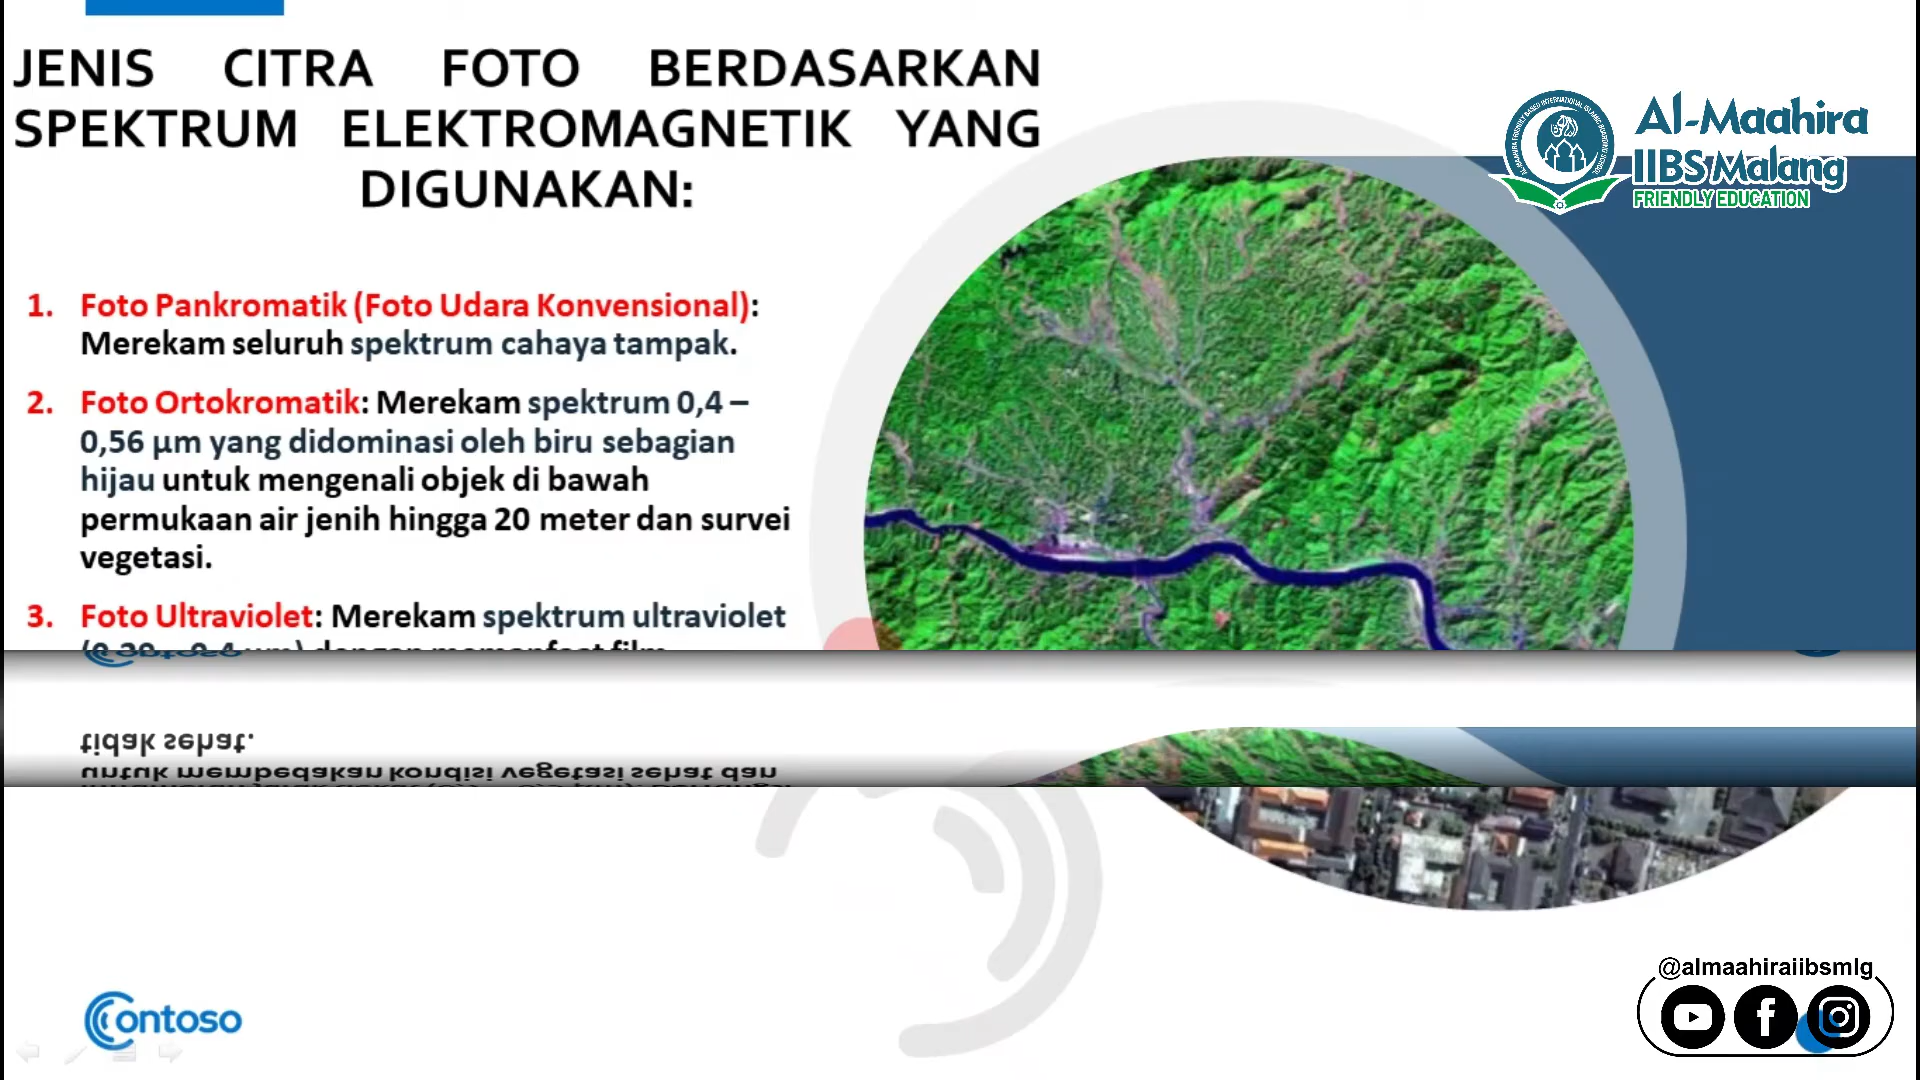 JENIS CITRA FOTO BERDASARKAN
SPEKTRUM ELEKTROMAGNETIK YANG
DIGUNAKAN:
Al-Maahira
IIBS Malang
FRIENDLY EDUCATION
1. Foto Pankromatik (Foto Udara Konvensional):
Merekam seluruh spektrum cahaya tampak.
2. Foto Ortokromatik: Merekam spektrum 0,4 –
0,56 µm yang didominasi oleh biru sebagian
hijau untuk mengenali objek di bawah
permukaan air jenih hingga 20 meter dan survei
vegetasi.
3. Foto Ultraviolet: Merekam spektrum ultraviolet
tidak sehat.
untuk membedakan kondisi vegetasi sehat dan
@almaahiraiibsmlg
Contoso